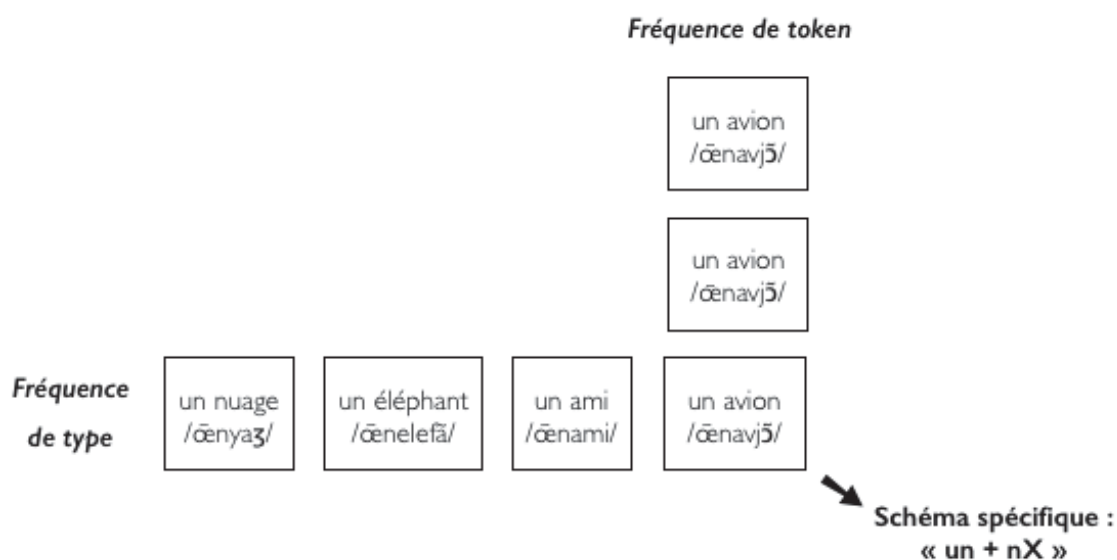 Fréquence de token
un avion
/œ̃navjɔ̃/
un avion
/œ̃navjɔ̃/
Fréquence
de type
un nuage
/œ̃nyaʒ/
un éléphant
/œ̃nelefã/
un ami
/œ̃nami/
un avion
/œ̃navjɔ̃/
Schéma spécifique :
« un + nX »